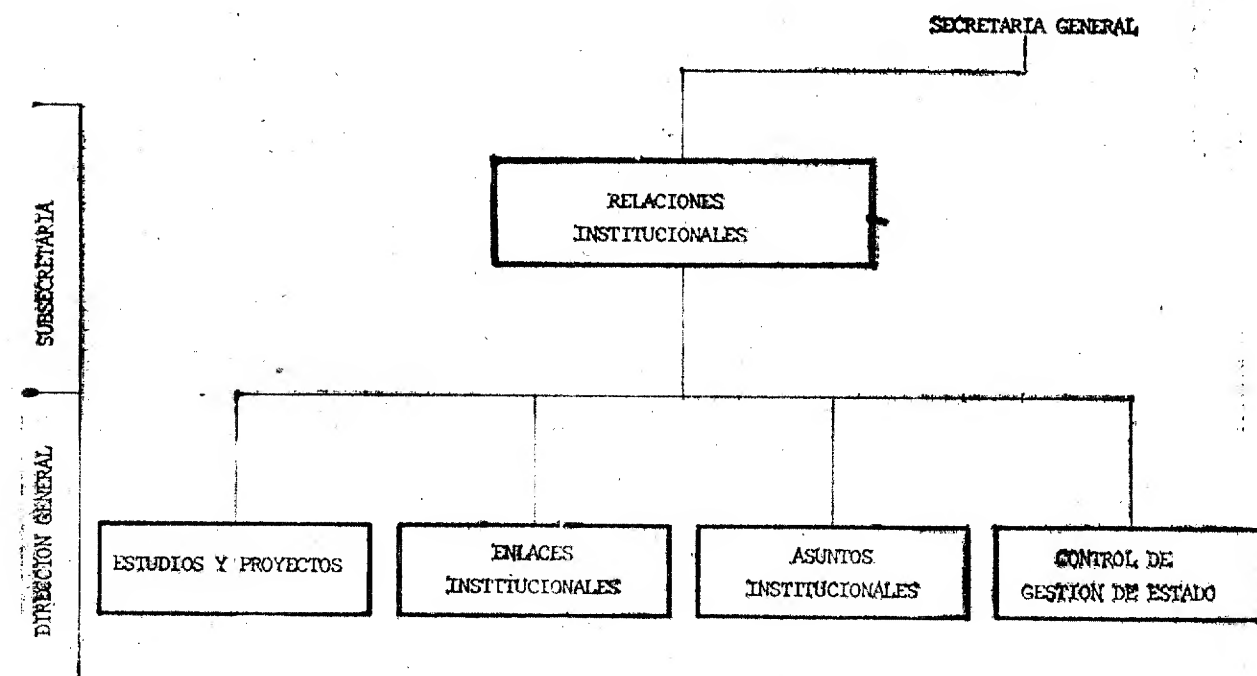 SECRETARIA GENERAL
SUBSECRETARIA
RELACIONES
INSTITUCIONALES
DIRECCION GENERAL
ESTUDIOS Y PROYECTOS
ENLACES
INSTITUCIONALES
ASUNTOS
INSTITUCIONALES
CONTROL DE
GESTION DE ESTADO